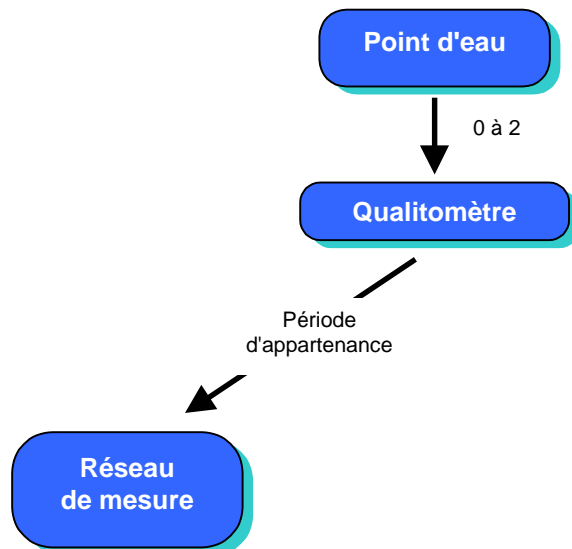 Point d'eau
0 à 2
Qualitomètre
Période
d'appartenance
Réseau
de mesure